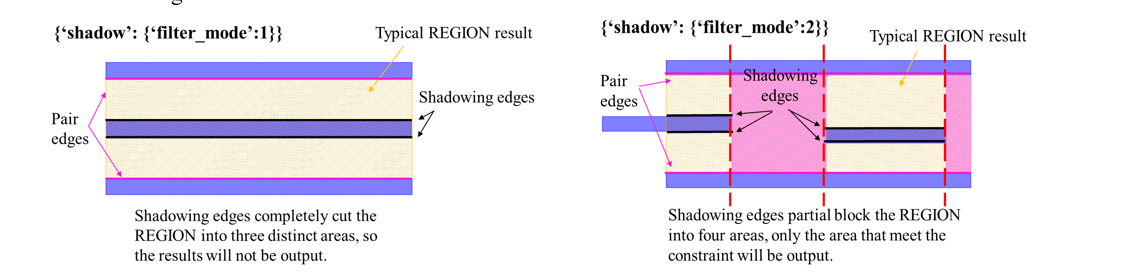 {‘shadow’: {‘filter_mode’:1}}
Typical REGION result
Shadowing edges
Pair
edges
Shadowing edges completely cut the
REGION into three distinct areas, so
the results will not be output.
{‘shadow’: {‘filter_mode’:2}}
Typical REGION result
Pair
edges
Shadowing
edges
Shadowing edges partial block the REGION
into four areas, only the area that meet the
constraint will be output.